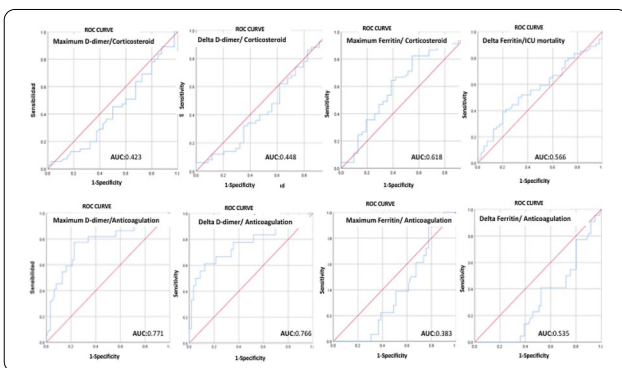 ROC CURVE
Maximum D-dimer/Corticosteroid
Sensibilidad
AUC:0.423
1-Specificity
ROC CURVE
Delta D-dimer/ Corticosteroid
Sensitivity
AUC:0.448
1-Specificity
ROC CURVE
Maximum Ferritin/ Corticosteroid
Sensitivity
AUC:0.618
1-Specificity
ROC CURVE
Delta Ferritin/ICU mortality
Sensitivity
AUC:0.566
1-Specificity
ROC CURVE
Maximum D-dimer/Anticoagulation
Sensibilidad
AUC:0.771
1-Specificity
ROC CURVE
Delta D-dimer/ Anticoagulation
Sensitivity
AUC:0.766
1-Specificity
ROC CURVE
Maximum Ferritin/ Anticoagulation
Sensitivity
AUC:0.383
1-Specificity
ROC CURVE
Delta Ferritin/ Anticoagulation
Sensitivity
AUC:0.535
1-Specificity